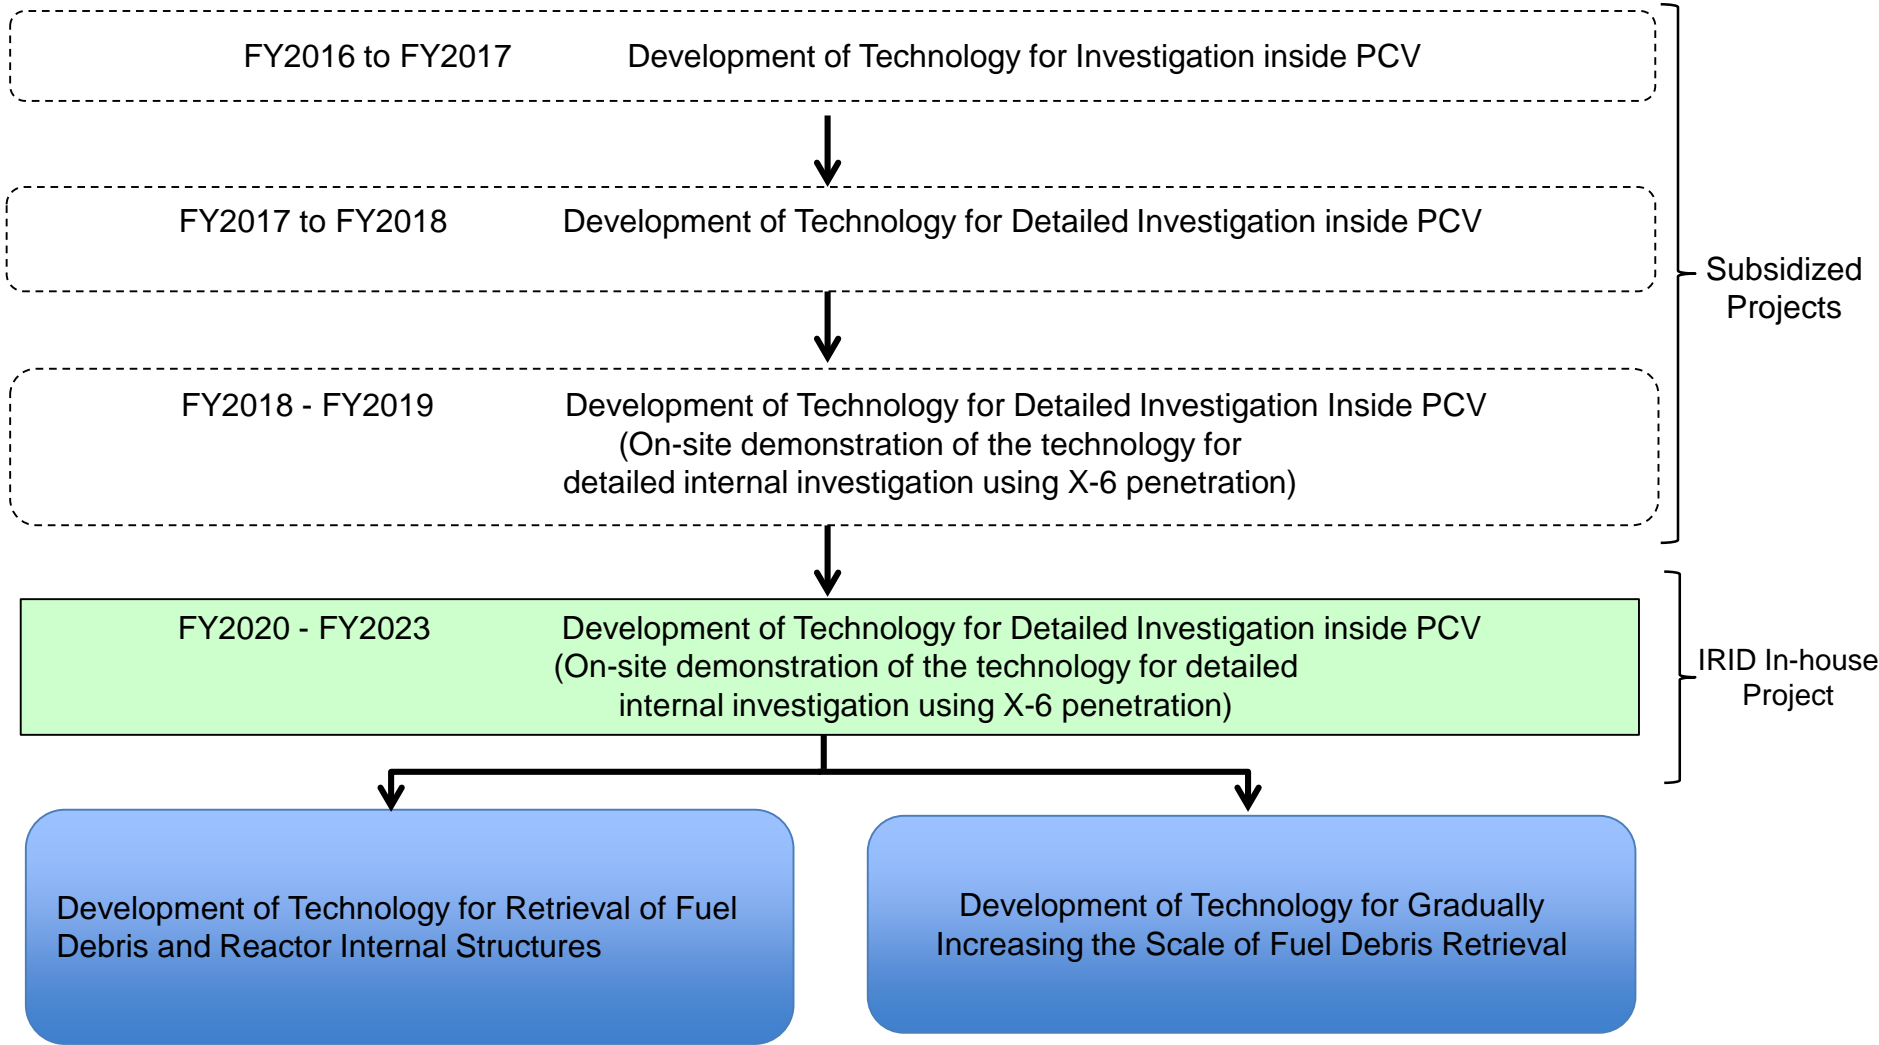 FY2016 to FY2017 Development of Technology for Investigation inside PCV
FY2017 to FY2018 Development of Technology for Detailed Investigation inside PCV
Subsidized
Projects
FY2018 - FY2019 Development of Technology for Detailed Investigation Inside PCV
(On-site demonstration of the technology for
detailed internal investigation using X-6 penetration)
FY2020 - FY2023 Development of Technology for Detailed Investigation inside PCV
(On-site demonstration of the technology for detailed
internal investigation using X-6 penetration)
IRID In-house
Project
Development of Technology for Retrieval of Fuel
Debris and Reactor Internal Structures
Development of Technology for Gradually
Increasing the Scale of Fuel Debris Retrieval